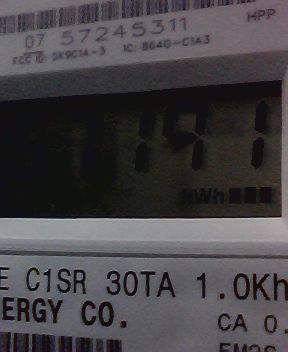 HPP
07 57245311
FCC ID: SK9C1A-3 IC: 864G-C1A3
1191
kWh
E C1SR 30TA 1.0Kh
ERGY CO.
CA 0.